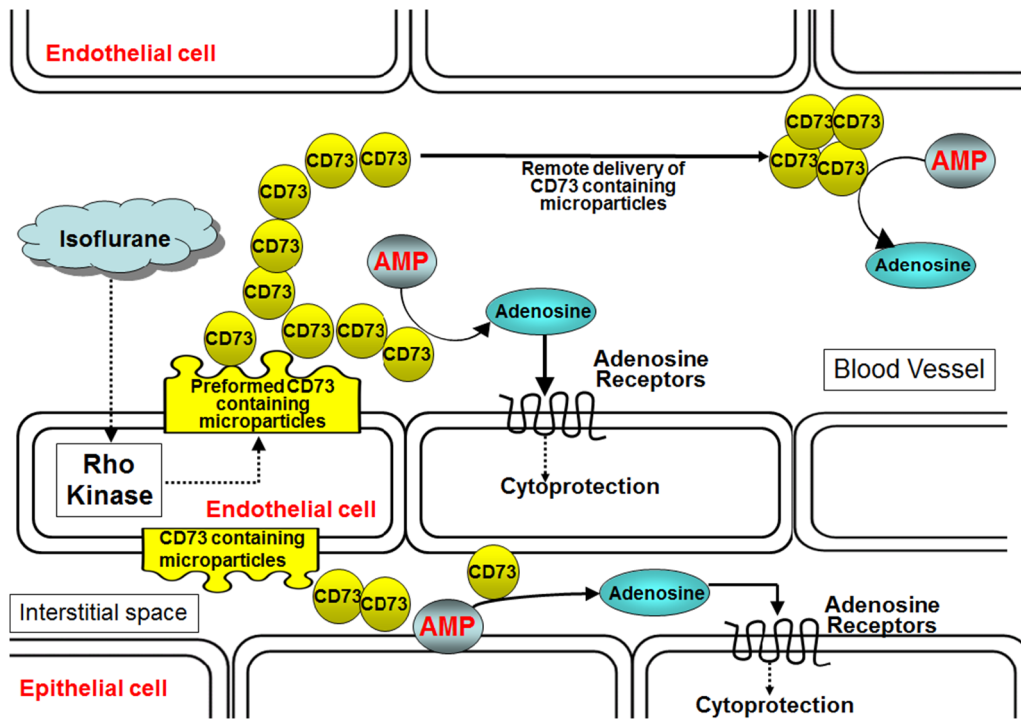 Endothelial cell
CD73
CD73
CD73
CD73
AMP
CD73
CD73
Remote delivery of
CD73 containing
microparticles
CD73
Isoflurane
CD73
AMP
Adenosine
CD73
Adenosine
CD73
CD73
CD73
CD73
Adenosine
Receptors
Blood Vessel
Preformed CD73
containing
microparticles
Rho
Kinase
Cytoprotection
Endothelial cell
CD73 containing
microparticles
CD73
CD73
CD73
Adenosine
Interstitial space
AMP
Adenosine
Receptors
Epithelial cell
Cytoprotection